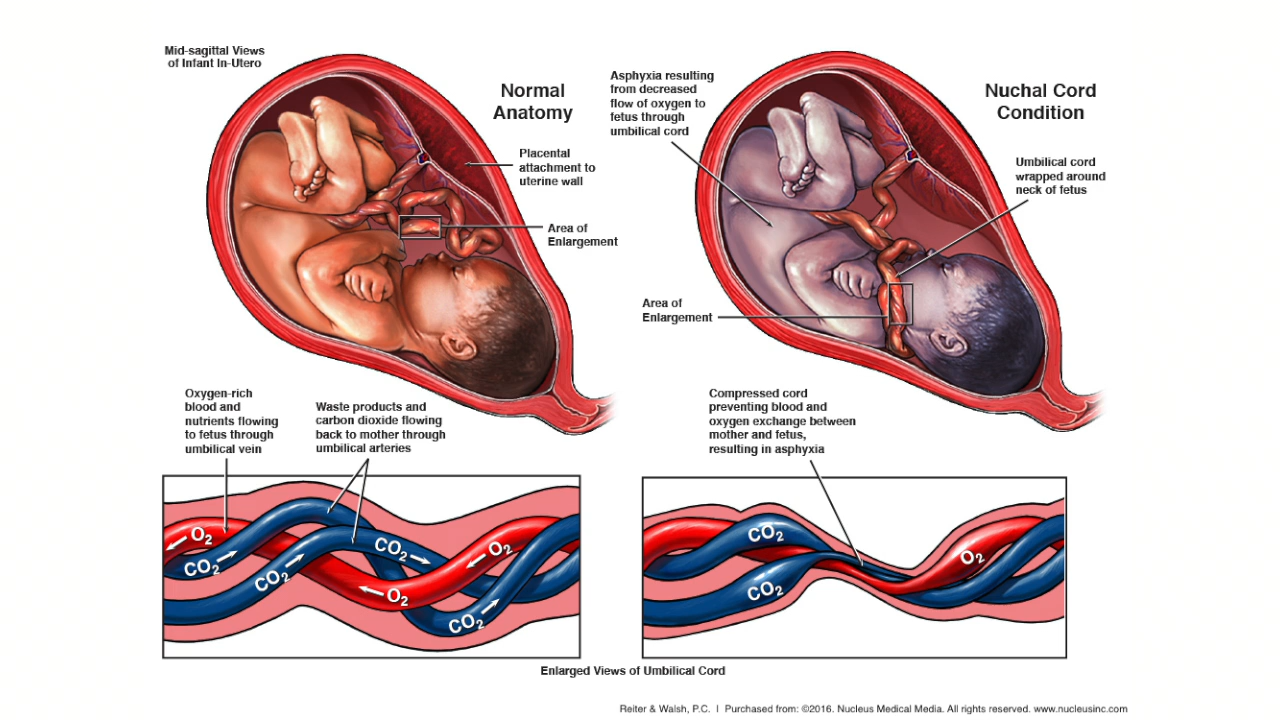 Mid-sagittal Views
of Infant In-Utero
Normal
Anatomy
Placental
attachment to
uterine wall
Area of
Enlargement
Asphyxia resulting
from decreased
flow of oxygen to
fetus through
umbilical cord
Nuchal Cord
Condition
Umbilical cord
wrapped around
neck of fetus
Area of
Enlargement
Oxygen-rich
blood and
nutrients flowing
to fetus through
umbilical vein
Waste products and
carbon dioxide flowing
back to mother through
umbilical arteries
Compressed cord
preventing blood and
oxygen exchange between
mother and fetus,
resulting in asphyxia
O2
CO2
CO2
CO2
O2
O2
CO2
CO2
CO2
O2
Enlarged Views of Umbilical Cord
Reiter & Walsh, P.C. | Purchased from: ©2016. Nucleus Medical Media. All rights reserved. www.nucleusinc.com